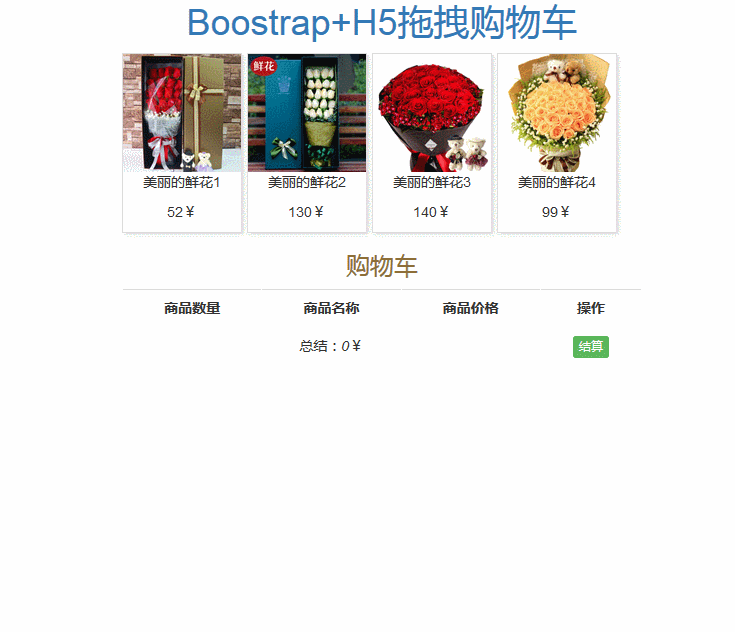 Boostrap+H5拖拽购物车
鲜花
美丽的鲜花1 美丽的鲜花2 美丽的鲜花3 美丽的鲜花4
52￥ 130￥ 140￥ 99￥
购物车
商品数量 商品名称 商品价格 操作
总结：0￥ 结算